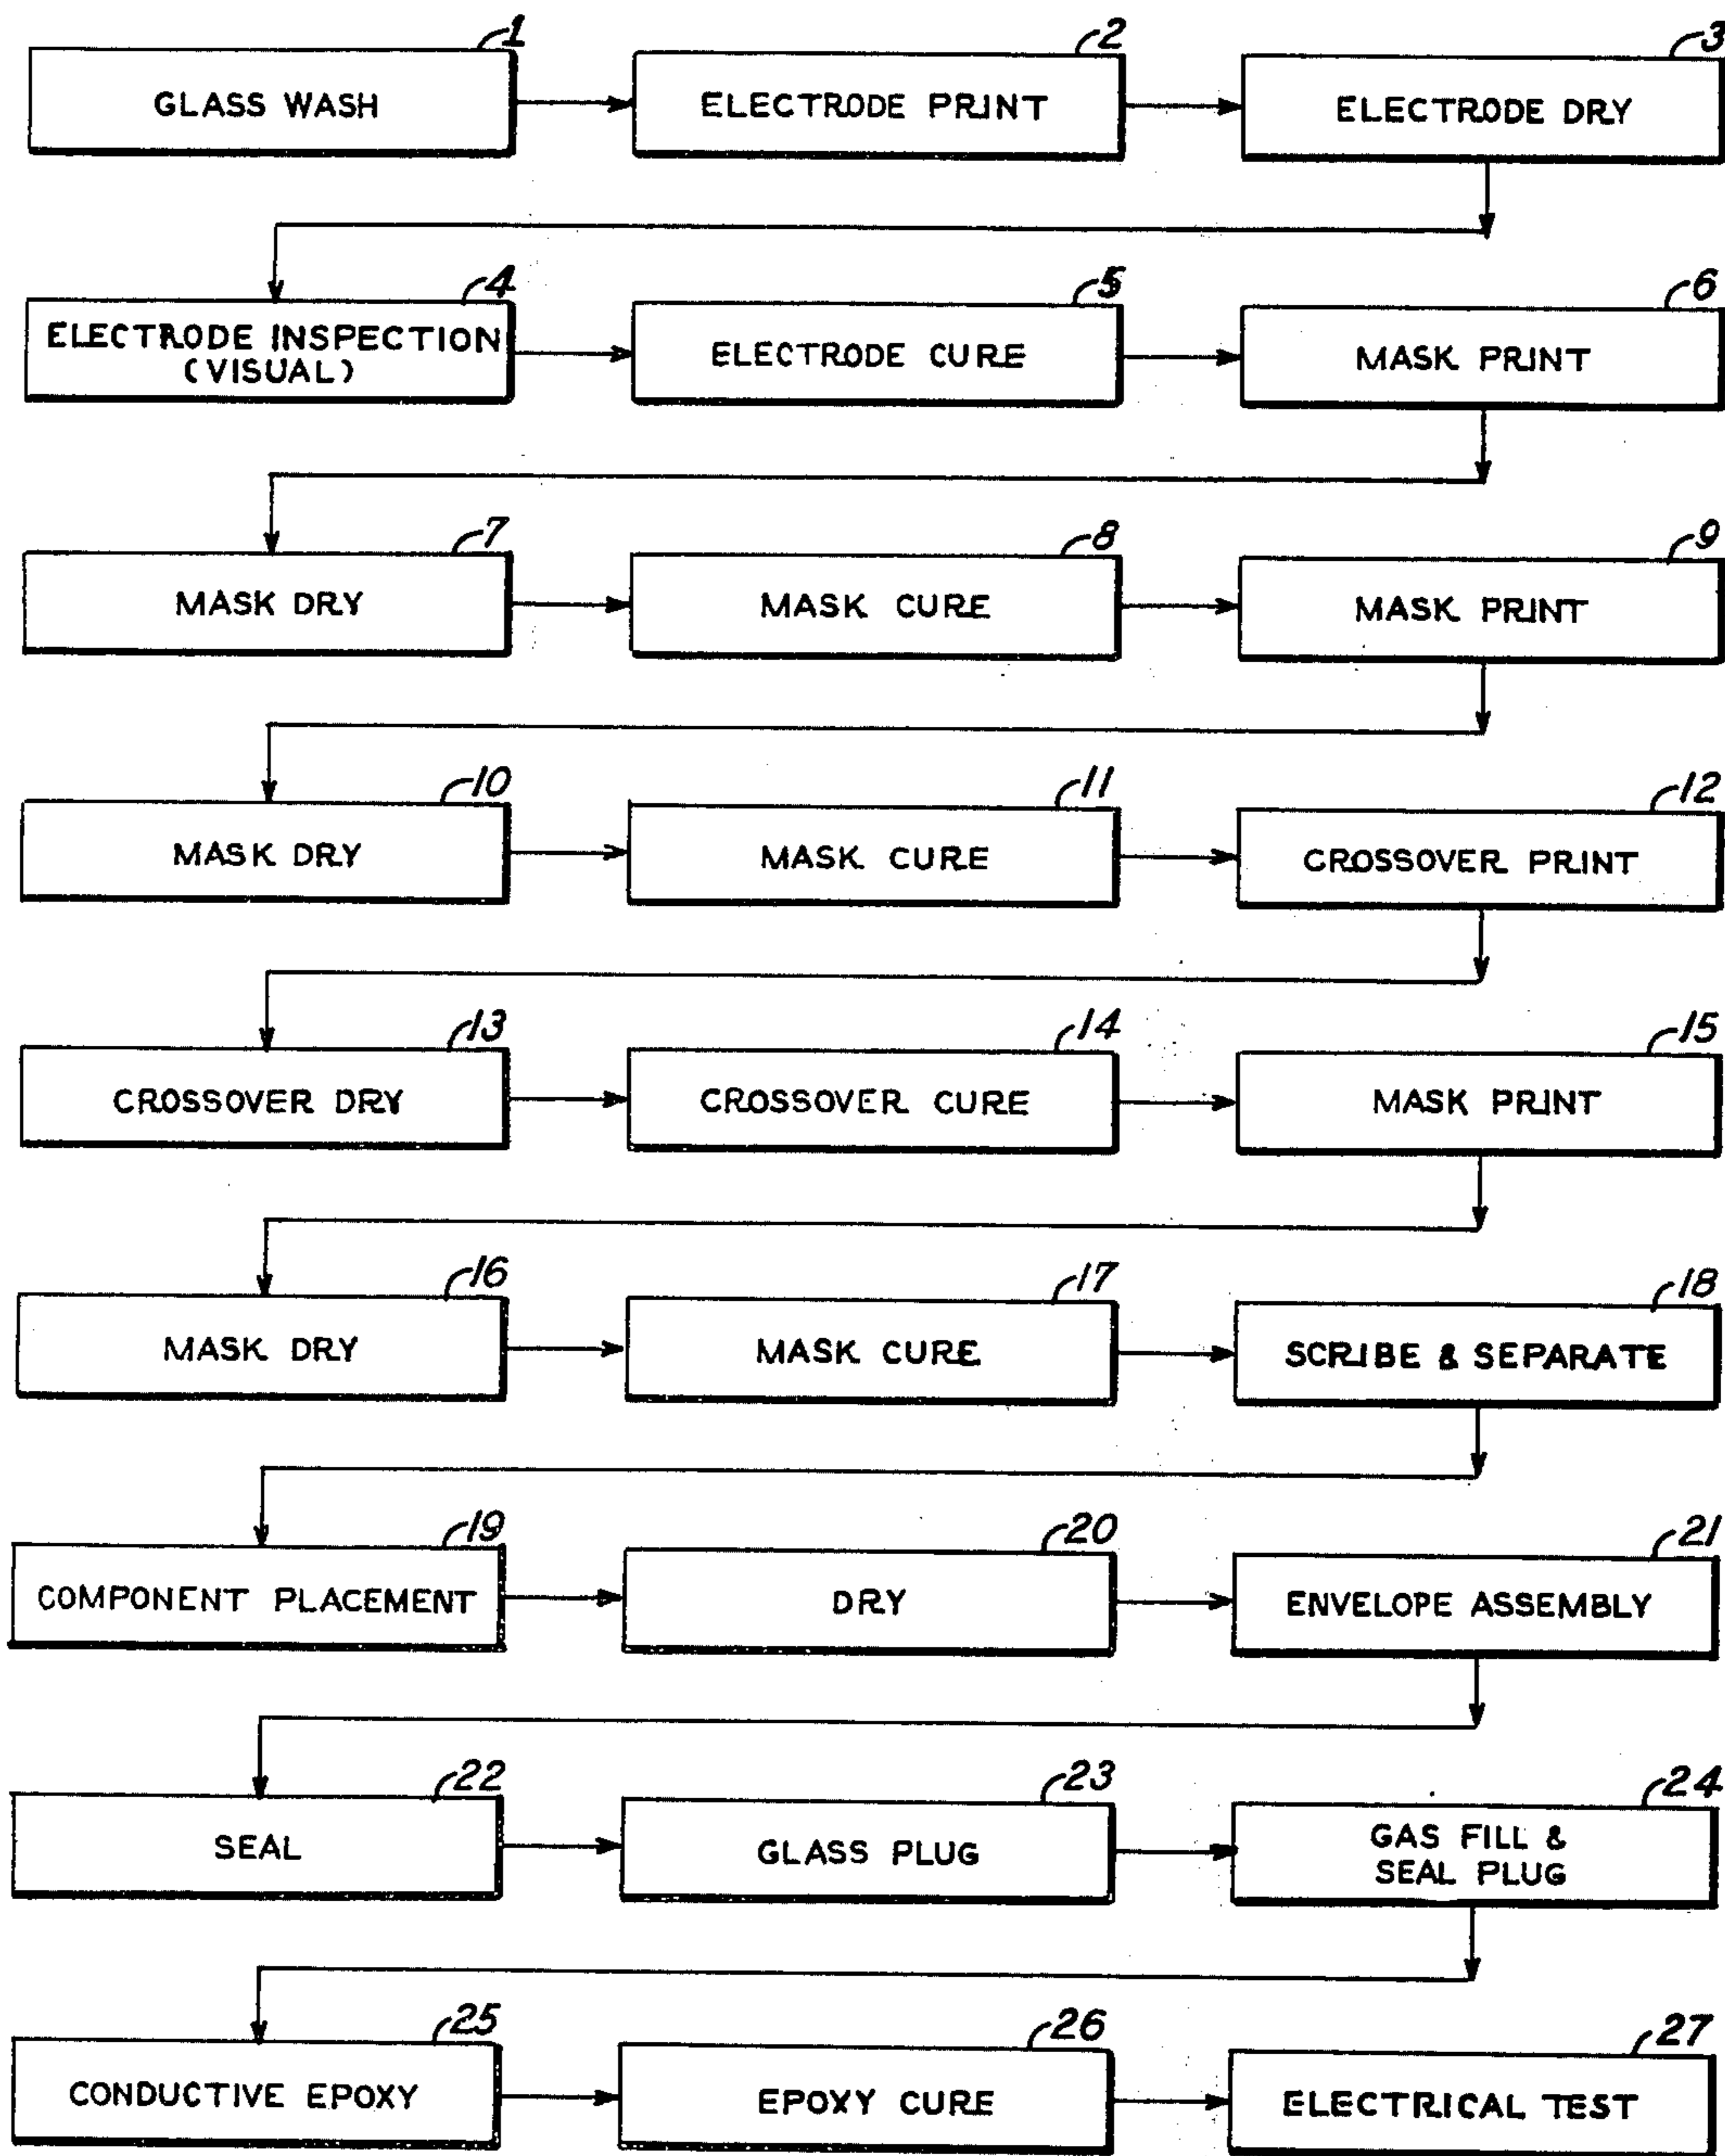 1
GLASS WASH
2
ELECTRODE PRINT
3
ELECTRODE DRY
4
ELECTRODE INSPECTION
(VISUAL)
5
ELECTRODE CURE
6
MASK PRINT
7
MASK DRY
8
MASK CURE
9
MASK PRINT
10
MASK DRY
11
MASK CURE
12
CROSSOVER PRINT
13
CROSSOVER DRY
14
CROSSOVER CURE
15
MASK PRINT
16
MASK DRY
17
MASK CURE
18
SCRIBE & SEPARATE
19
COMPONENT PLACEMENT
20
DRY
21
ENVELOPE ASSEMBLY
22
SEAL
23
GLASS PLUG
24
GAS FILL &
SEAL PLUG
25
CONDUCTIVE EPOXY
26
EPOXY CURE
27
ELECTRICAL TEST